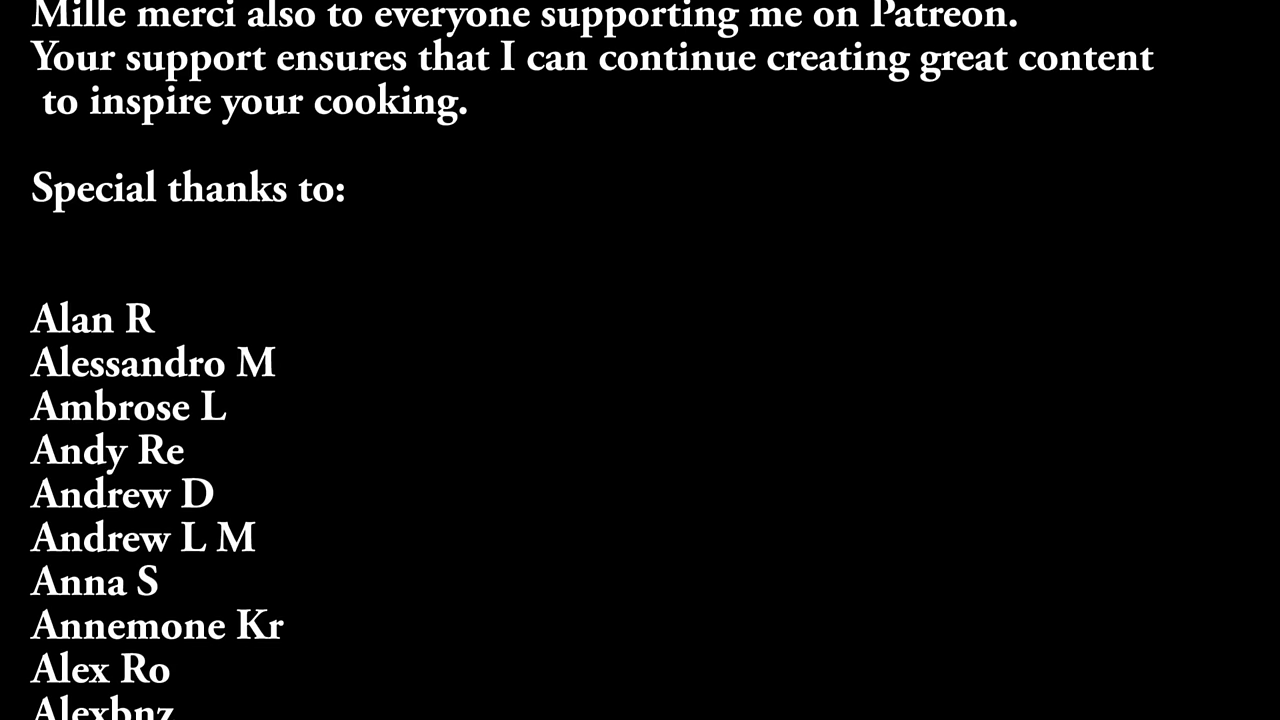 Mille merci also to everyone supporting me on Patreon.
Your support ensures that I can continue creating great content
to inspire your cooking.
Special thanks to:
Alan R
Alessandro M
Ambrose L
Andy Re
Andrew D
Andrew L M
Anna S
Annemone Kr
Alex Ro
Alexbnz